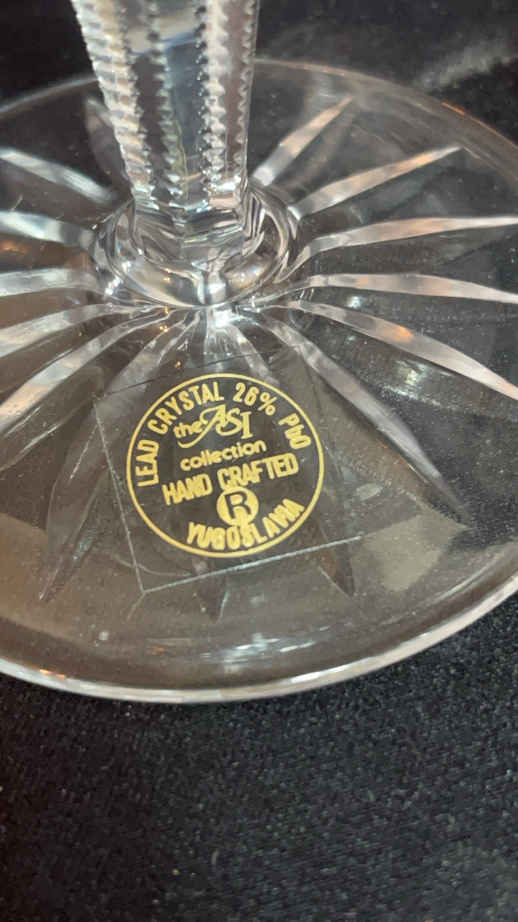 LEAD CRYSTAL 26% PbO
the ASI
collection
HAND CRAFTED
R
YUGOSLAVIA